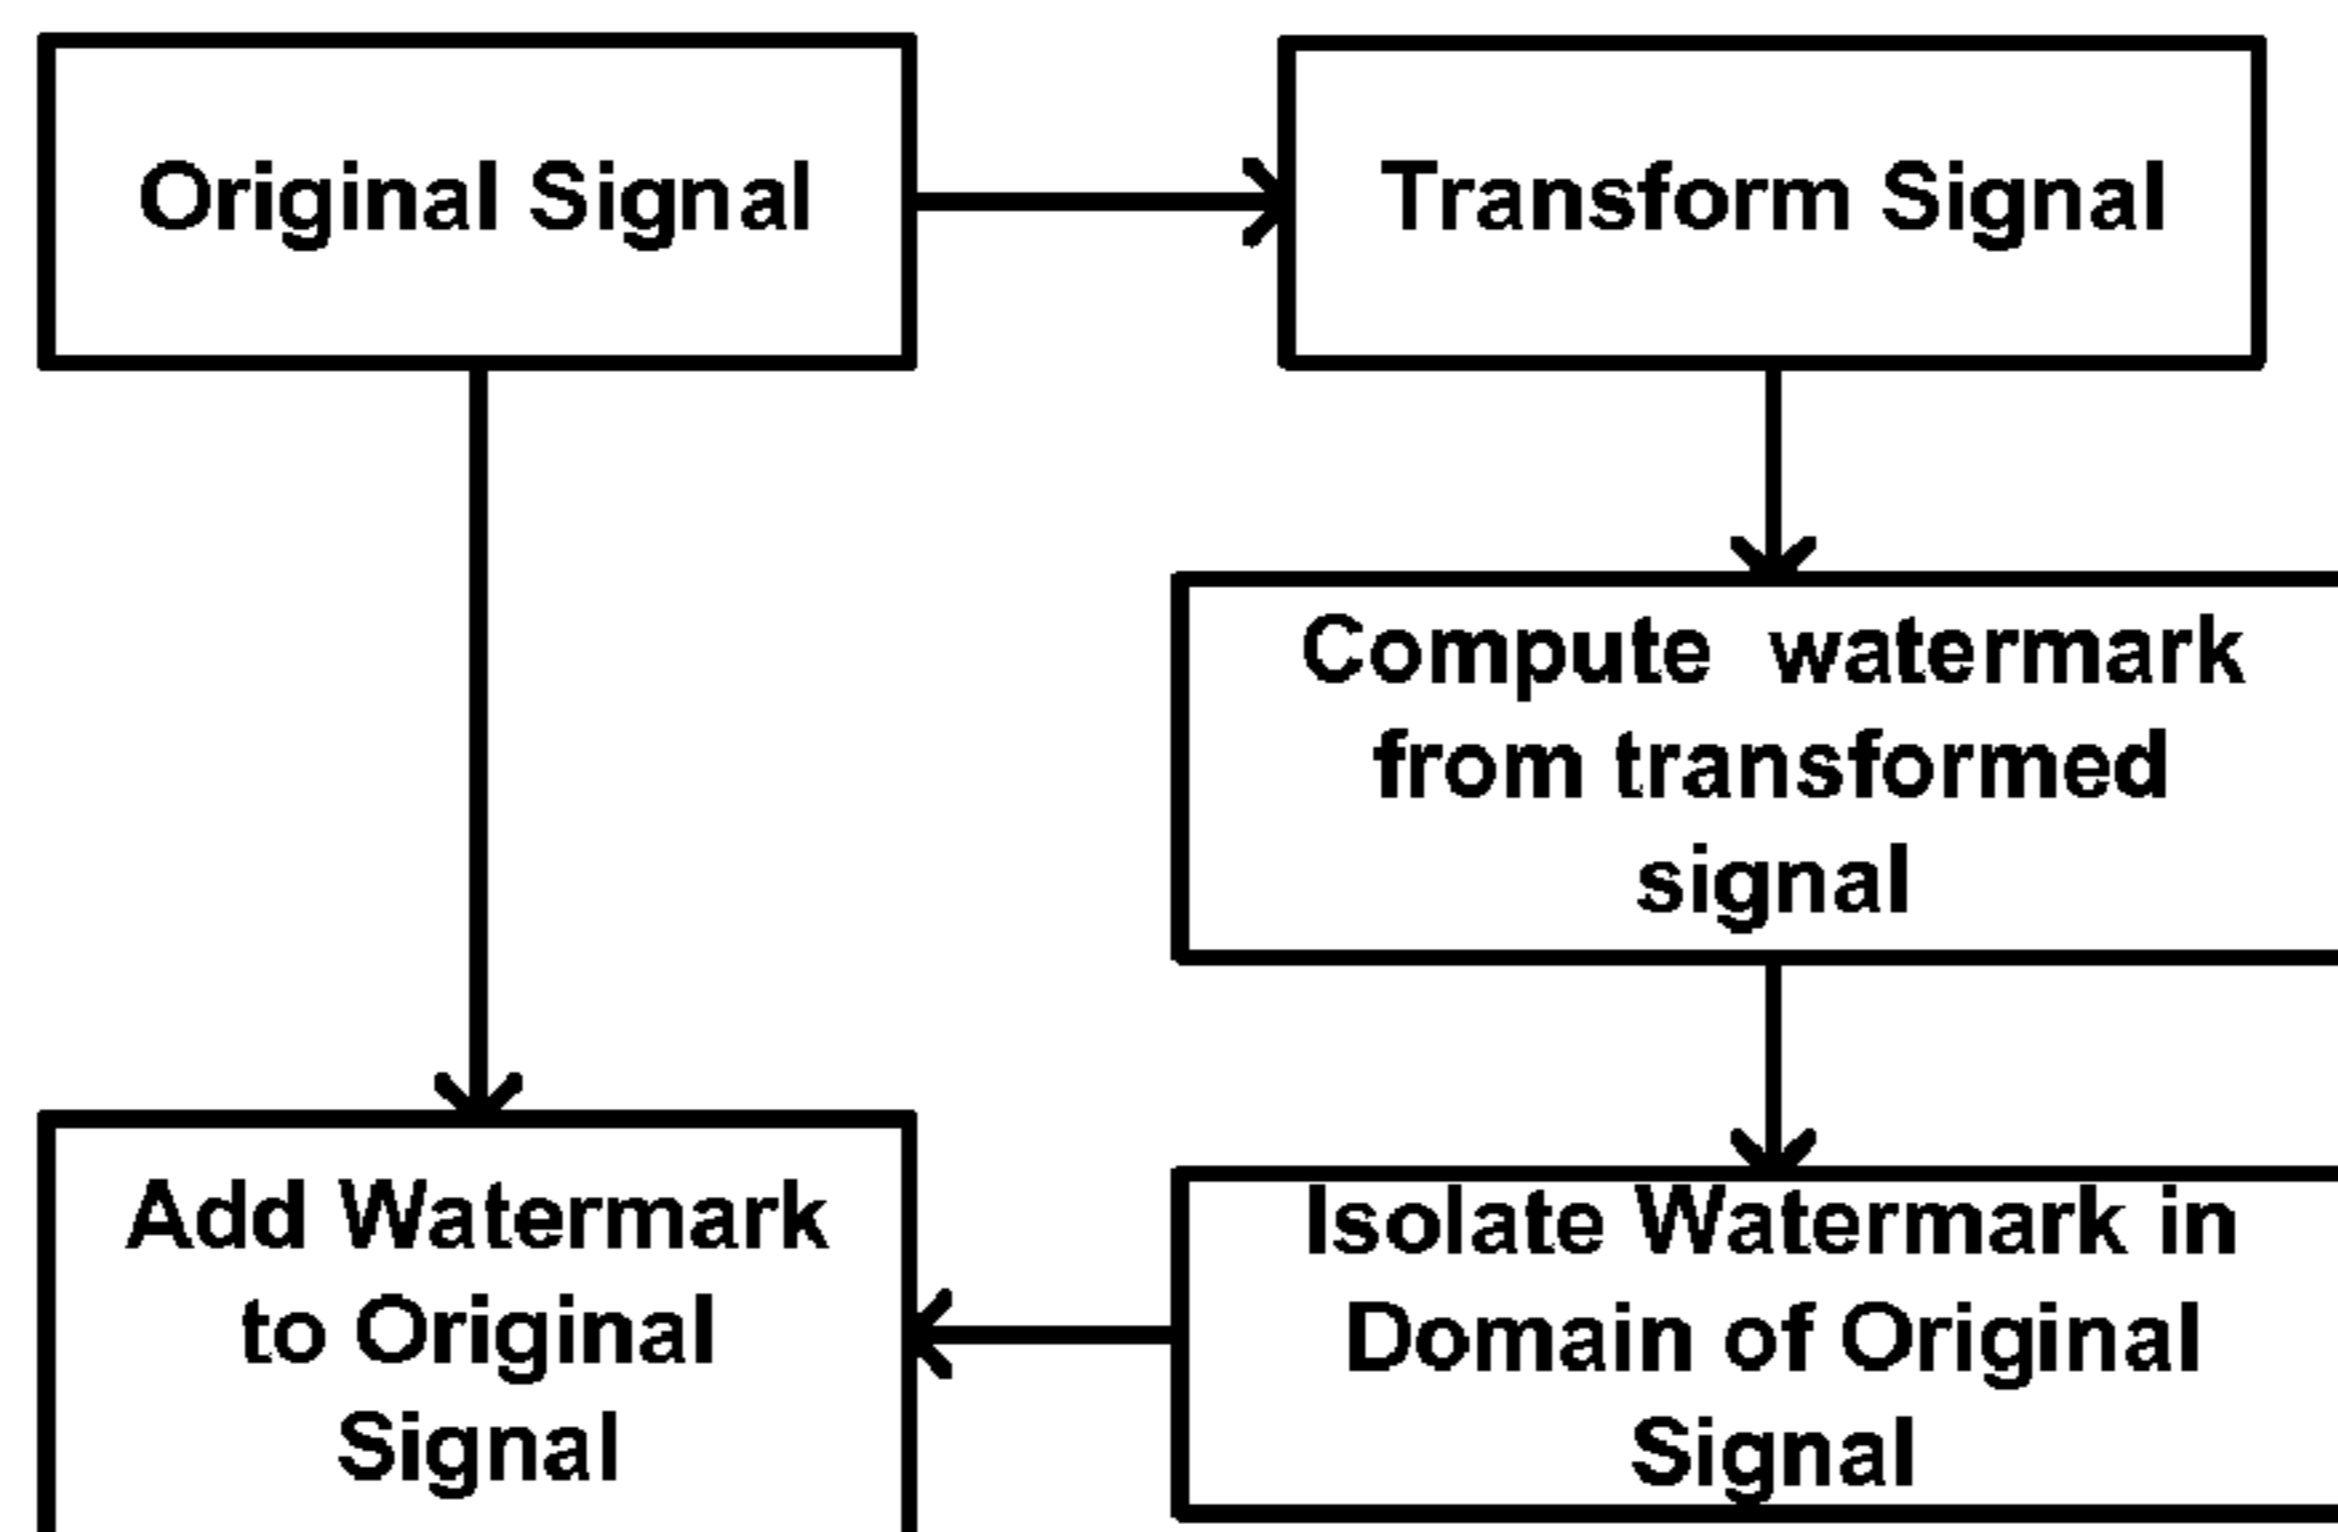 Original Signal
Transform Signal
Compute watermark
from transformed
signal
Add Watermark
to Original
Signal
Isolate Watermark in
Domain of Original
Signal